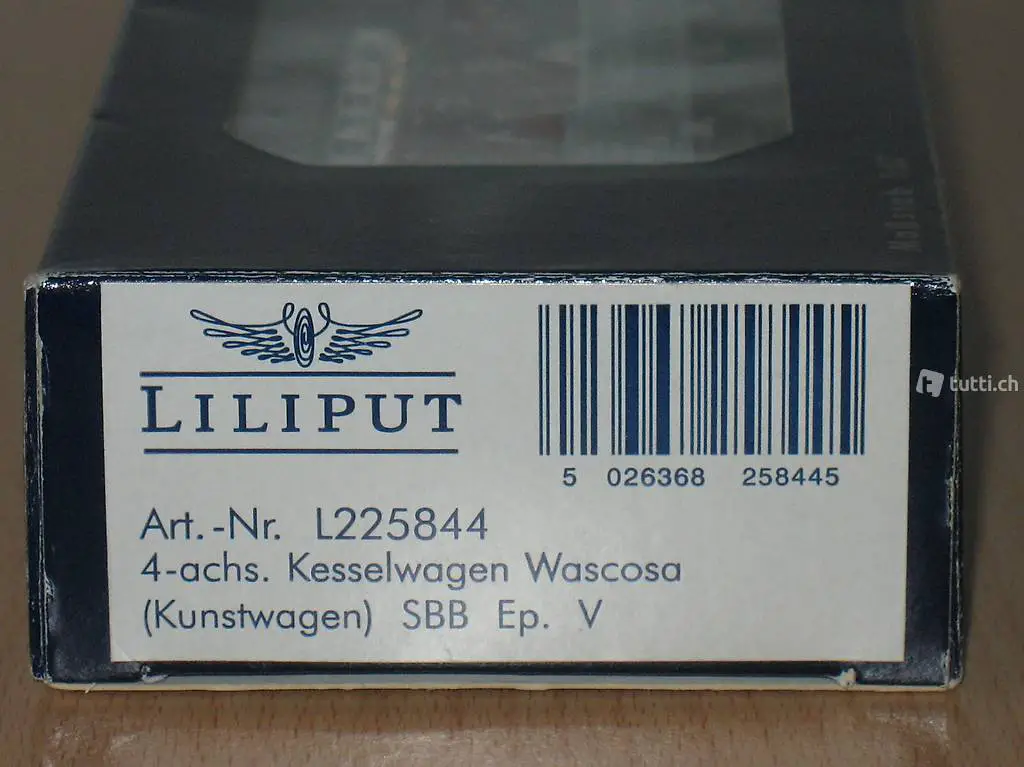 LILIPUT
5 026368 258445
Art.-Nr. L225844
4-achs. Kesselwagen Wascosa
(Kunstwagen) SBB Ep. V
tutti.ch